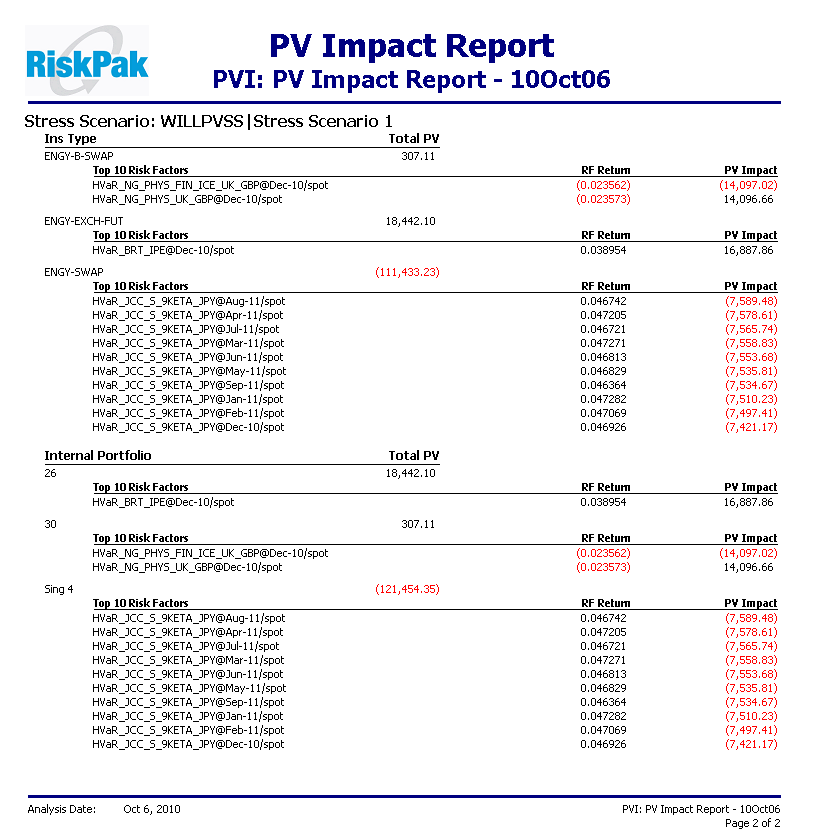 RiskPak
PV Impact Report
PVI: PV Impact Report - 10Oct06
Stress Scenario: WILLPVSS|Stress Scenario 1
Ins Type Total PV
ENGY-B-SWAP 307.11
Top 10 Risk Factors RF Return PV Impact
HVaR_NG_PHYS_FIN_ICE_UK_GBP@Dec-10/spot (0.023562) (14,097.02)
HVaR_NG_PHYS_UK_GBP@Dec-10/spot (0.023573) 14,096.66
ENGY-EXCH-FUT 18,442.10
Top 10 Risk Factors RF Return PV Impact
HVaR_BRT_IPE@Dec-10/spot 0.038954 16,887.86
ENGY-SWAP (111,433.23)
Top 10 Risk Factors RF Return PV Impact
HVaR_JCC_S_9KETA_JPY@Aug-11/spot 0.046742 (7,589.48)
HVaR_JCC_S_9KETA_JPY@Apr-11/spot 0.047205 (7,578.61)
HVaR_JCC_S_9KETA_JPY@Jul-11/spot 0.046721 (7,565.74)
HVaR_JCC_S_9KETA_JPY@Mar-11/spot 0.047271 (7,558.83)
HVaR_JCC_S_9KETA_JPY@Jun-11/spot 0.046813 (7,553.68)
HVaR_JCC_S_9KETA_JPY@May-11/spot 0.046829 (7,535.81)
HVaR_JCC_S_9KETA_JPY@Sep-11/spot 0.046364 (7,534.67)
HVaR_JCC_S_9KETA_JPY@Jan-11/spot 0.047282 (7,510.23)
HVaR_JCC_S_9KETA_JPY@Feb-11/spot 0.047069 (7,497.41)
HVaR_JCC_S_9KETA_JPY@Dec-10/spot 0.046926 (7,421.17)
Internal Portfolio Total PV
26 18,442.10
Top 10 Risk Factors RF Return PV Impact
HVaR_BRT_IPE@Dec-10/spot 0.038954 16,887.86
30 307.11
Top 10 Risk Factors RF Return PV Impact
HVaR_NG_PHYS_FIN_ICE_UK_GBP@Dec-10/spot (0.023562) (14,097.02)
HVaR_NG_PHYS_UK_GBP@Dec-10/spot (0.023573) 14,096.66
Sing 4 (121,454.35)
Top 10 Risk Factors RF Return PV Impact
HVaR_JCC_S_9KETA_JPY@Aug-11/spot 0.046742 (7,589.48)
HVaR_JCC_S_9KETA_JPY@Apr-11/spot 0.047205 (7,578.61)
HVaR_JCC_S_9KETA_JPY@Jul-11/spot 0.046721 (7,565.74)
HVaR_JCC_S_9KETA_JPY@Mar-11/spot 0.047271 (7,558.83)
HVaR_JCC_S_9KETA_JPY@Jun-11/spot 0.046813 (7,553.68)
HVaR_JCC_S_9KETA_JPY@May-11/spot 0.046829 (7,535.81)
HVaR_JCC_S_9KETA_JPY@Sep-11/spot 0.046364 (7,534.67)
HVaR_JCC_S_9KETA_JPY@Jan-11/spot 0.047282 (7,510.23)
HVaR_JCC_S_9KETA_JPY@Feb-11/spot 0.047069 (7,497.41)
HVaR_JCC_S_9KETA_JPY@Dec-10/spot 0.046926 (7,421.17)
Analysis Date: Oct 6, 2010 PVI: PV Impact Report - 10Oct06
Page 2 of 2